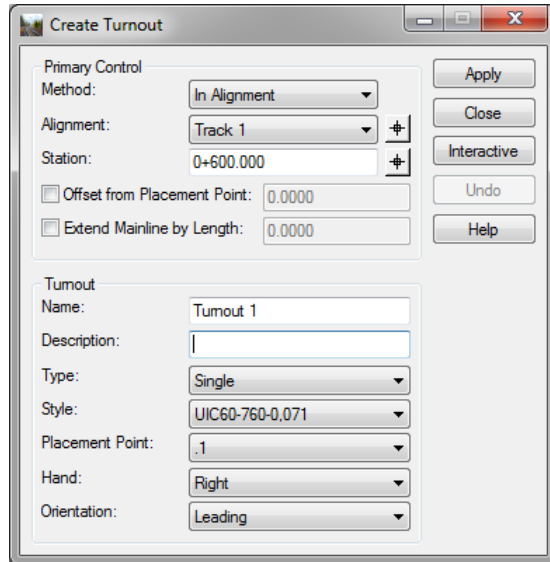 Create Turnout
Primary Control
Method: In Alignment
Alignment: Track 1
Station: 0+600.000
Offset from Placement Point: 0.0000
Extend Mainline by Length: 0.0000
Apply
Close
Interactive
Undo
Help
Turnout
Name: Turnout 1
Description:
Type: Single
Style: UIC60-760-0,071
Placement Point: .1
Hand: Right
Orientation: Leading